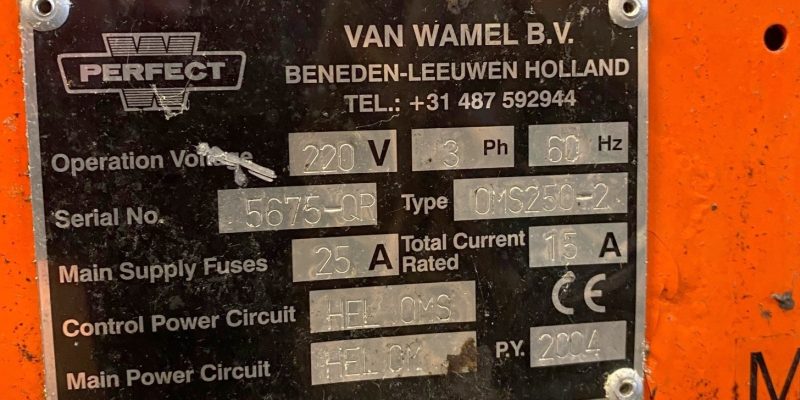 PERFECT
VAN WAMEL B.V.
BENEDEN-LEEUWEN HOLLAND
TEL.: +31 487 592944
Operation Voltage 220 V 3 Ph 60 Hz
Serial No. 5675-QR Type OMS250-2
Main Supply Fuses 25 A Total Current Rated 15 A
CE
Control Power Circuit HEL OMS
Main Power Circuit HEL OM P.Y. 2004
M